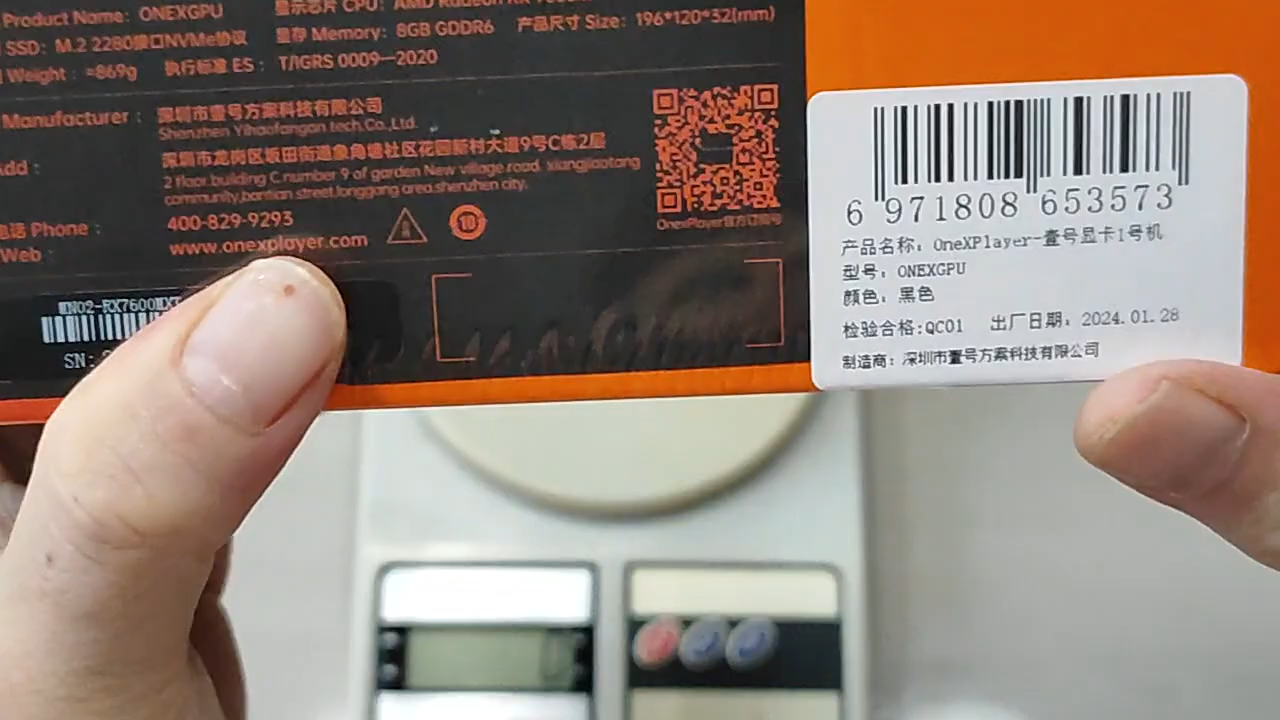 Product Name: ONEXGPU
显示芯片 CPU: AMD Radeon RX
SSD: M.2 2280接口NVMe协议
显存 Memory: 8GB GDDR6
产品尺寸 Size: 196*120*32(mm)
Weight : ≈869g
执行标准 ES : T/IGRS 0009—2020
Manufacturer :
深圳市壹号方案科技有限公司
Shenzhen Yihaofangan tech.Co.,Ltd.
深圳市龙岗区坂田街道象角塘社区花园新村大道9号C栋2层
2 floor,building C,number 9 of garden New village road, xiangjiaotang
community,bantian street,longgang area,shenzhen city.
电话 Phone :
400-829-9293
Web :
www.onexplayer.com
10
OneXPlayer官方订阅号
SN:
6 971808 653573
产品名称: OneXPlayer-壹号显卡1号机
型号: ONEXGPU
颜色: 黑色
检验合格:QC01 出厂日期: 2024.01.28
制造商: 深圳市壹号方案科技有限公司